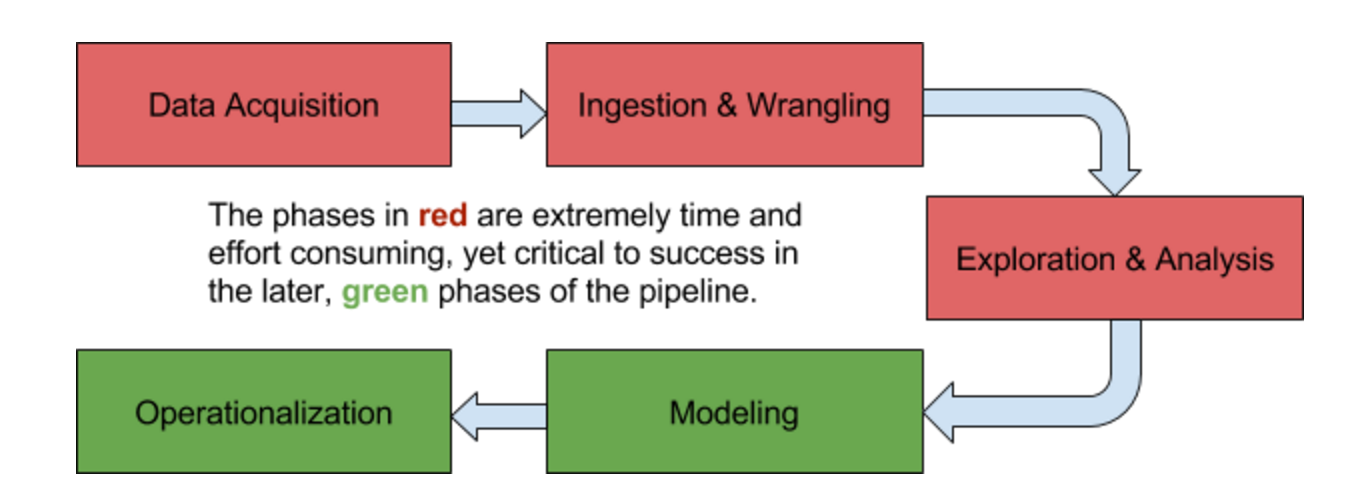 Data Acquisition
Ingestion & Wrangling
The phases in red are extremely time and
effort consuming, yet critical to success in
the later, green phases of the pipeline.
Exploration & Analysis
Operationalization
Modeling